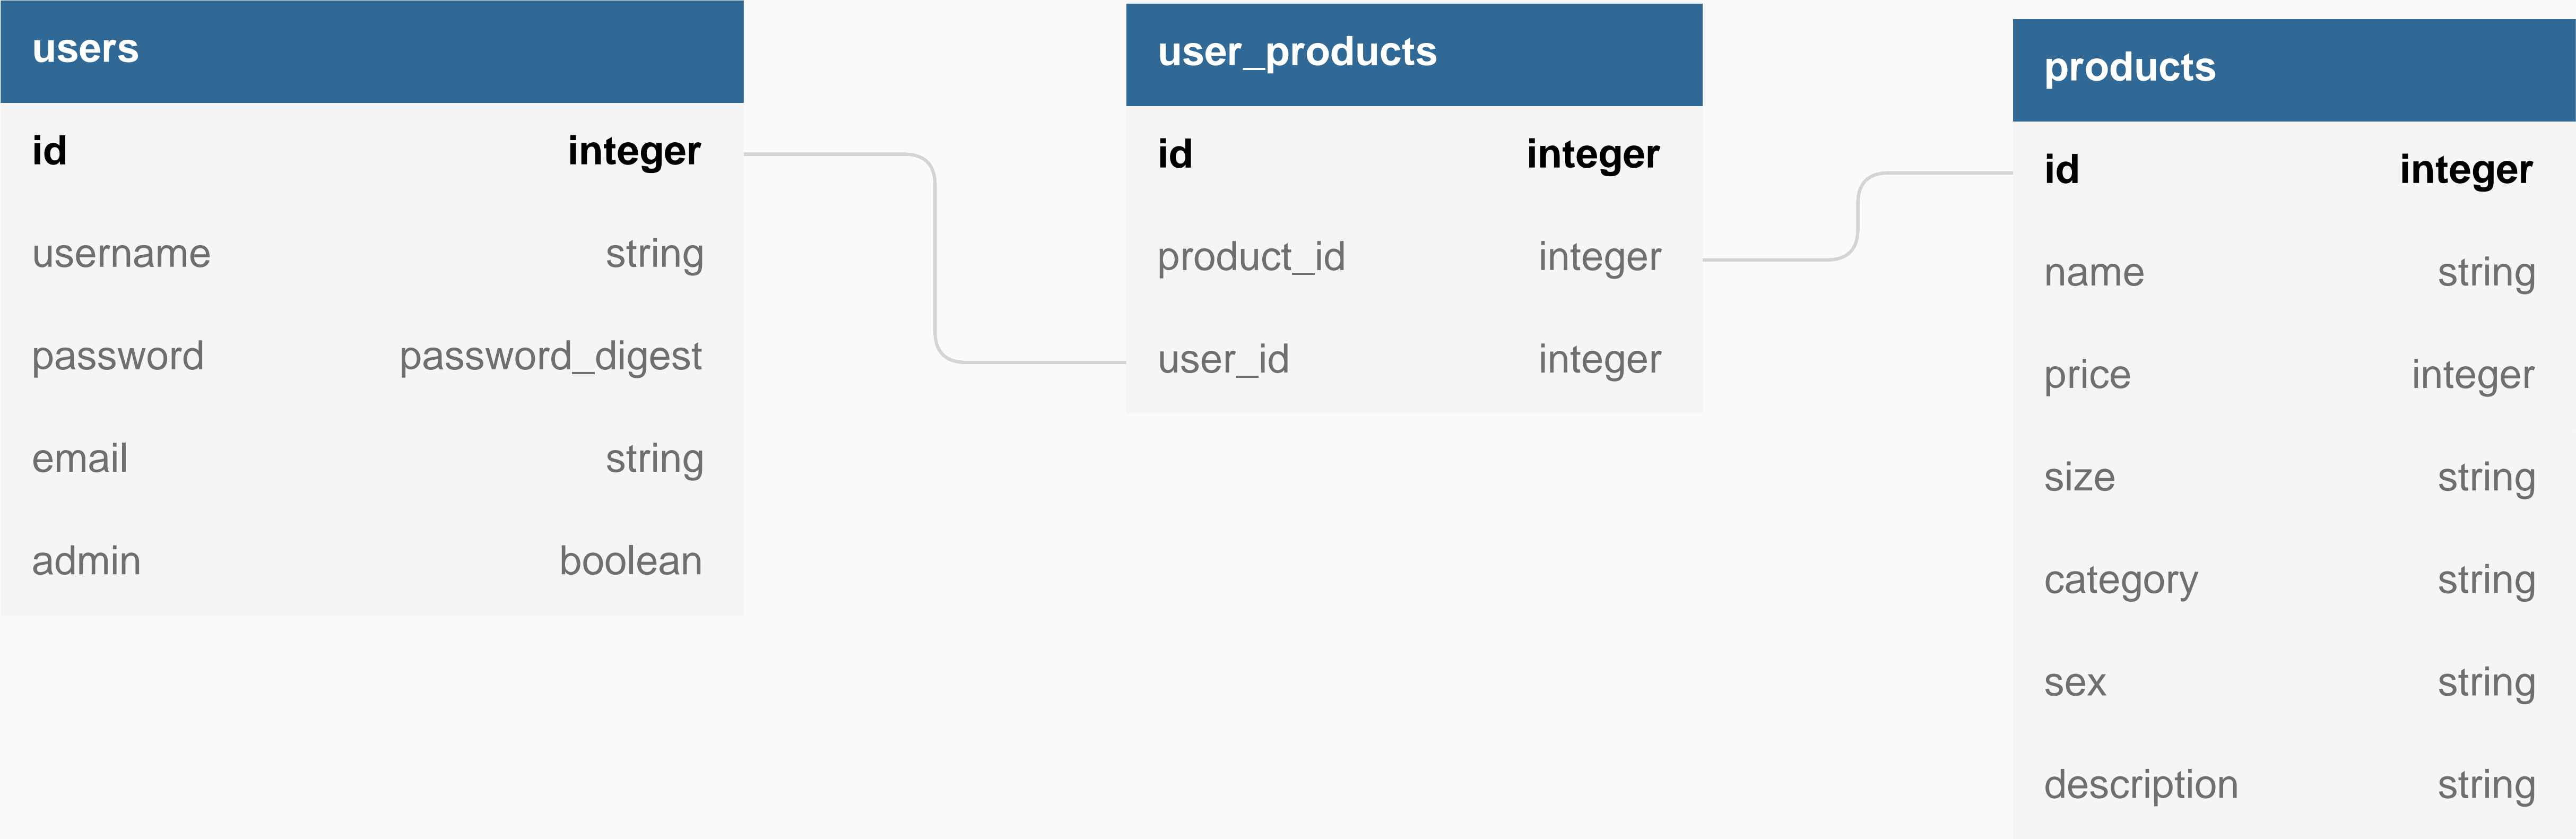 users
id integer
username string
password password_digest
email string
admin boolean
user_products
id integer
product_id integer
user_id integer
products
id integer
name string
price integer
size string
category string
sex string
description string